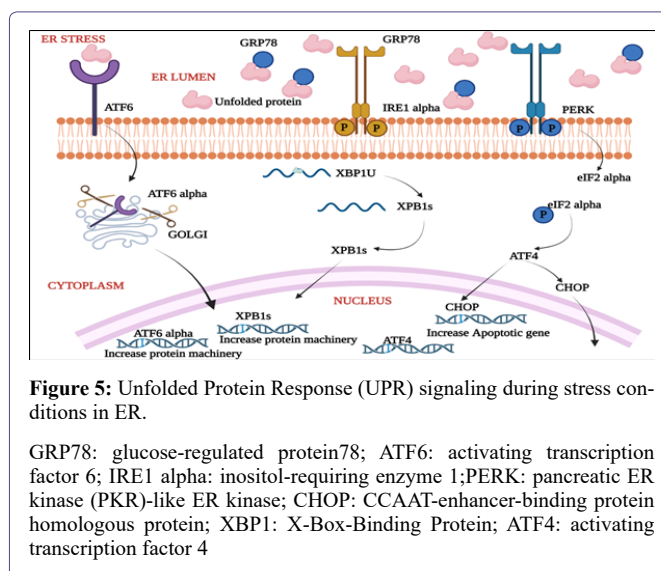 ER STRESS
GRP78
GRP78
ER LUMEN
ATF6
Unfolded protein
IRE1 alpha
PERK
P
P
P
P
XBP1U
eIF2 alpha
ATF6 alpha
XPB1s
eIF2 alpha
P
GOLGI
XPB1s
ATF4
CYTOPLASM
NUCLEUS
CHOP
XPB1s
CHOP
ATF6 alpha
Increase protein machinery
Increase protein machinery
ATF4
Increase Apoptotic gene
Figure 5: Unfolded Protein Response (UPR) signaling during stress con-
ditions in ER.
GRP78: glucose-regulated protein78; ATF6: activating transcription
factor 6; IRE1 alpha: inositol-requiring enzyme 1;PERK: pancreatic ER
kinase (PKR)-like ER kinase; CHOP: CCAAT-enhancer-binding protein
homologous protein; XBP1: X-Box-Binding Protein; ATF4: activating
transcription factor 4